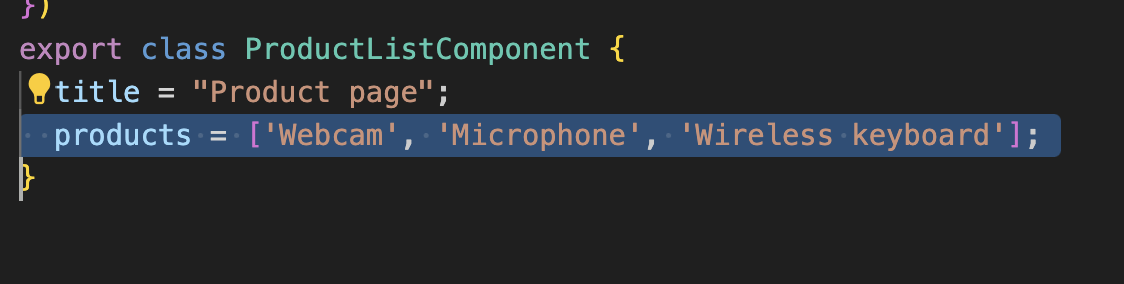 })
export class ProductListComponent {
title = "Product page";
products = ['Webcam', 'Microphone', 'Wireless keyboard'];
}